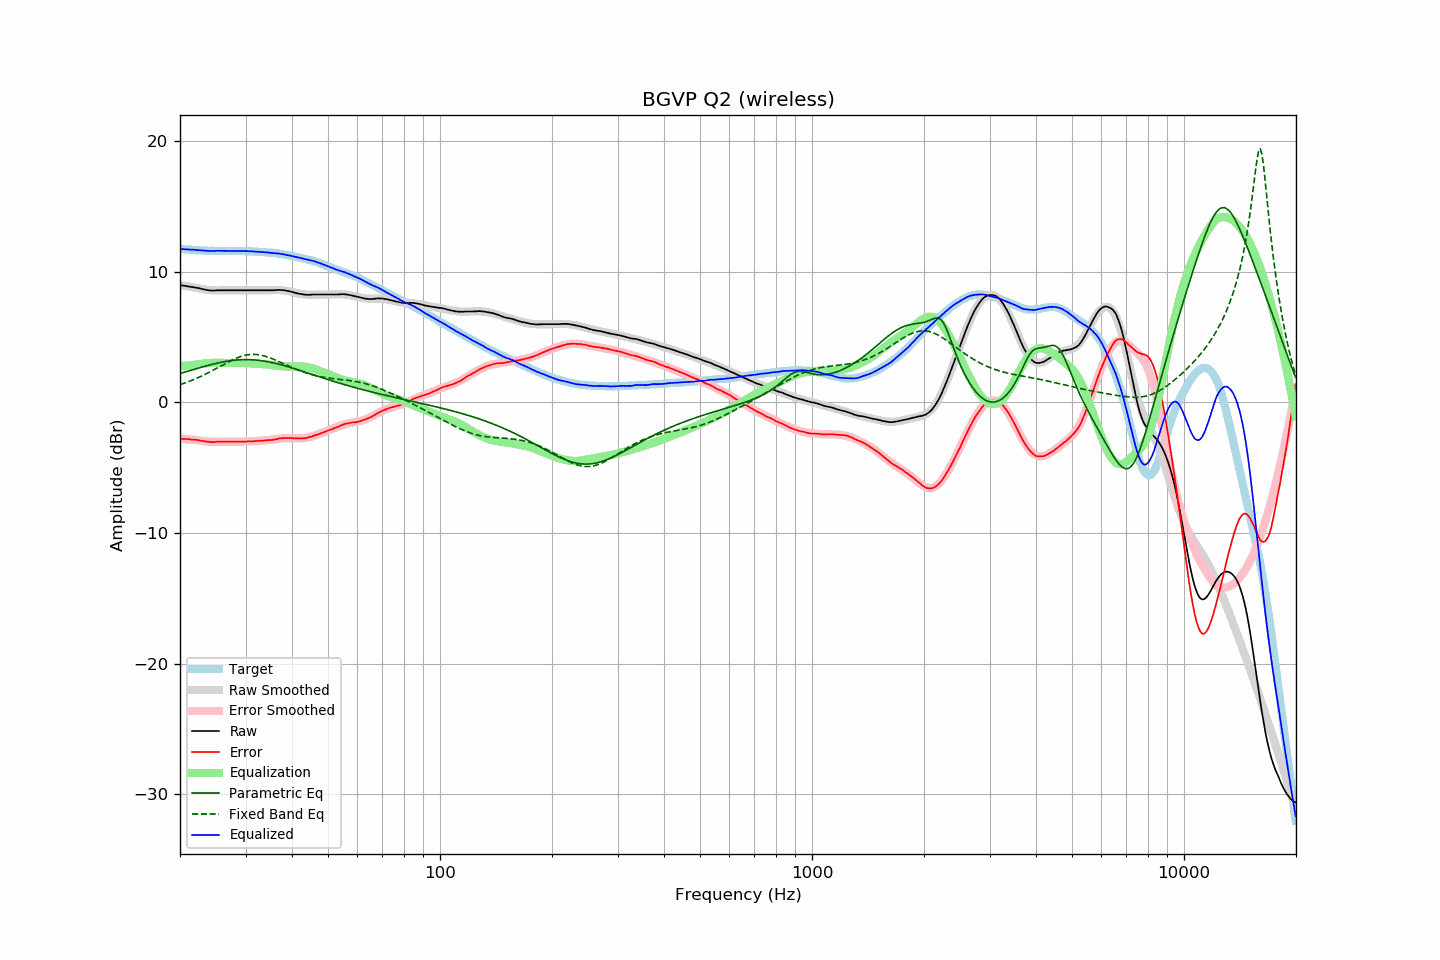 BGVP Q2 (wireless)
20
10
0
−10
−20
−30
Amplitude (dBr)
Target
Raw Smoothed
Error Smoothed
Raw
Error
Equalization
Parametric Eq
Fixed Band Eq
Equalized
100 1000 10000
Frequency (Hz)